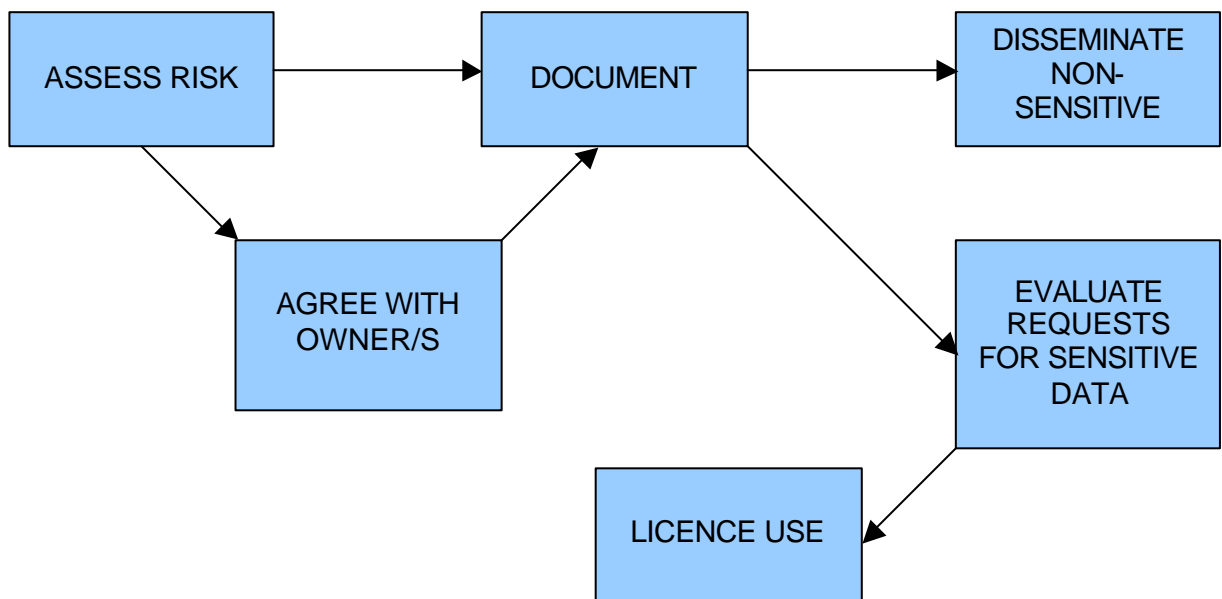 ASSESS RISK
DOCUMENT
DISSEMINATE
NON-
SENSITIVE
AGREE WITH
OWNER/S
EVALUATE
REQUESTS
FOR SENSITIVE
DATA
LICENCE USE